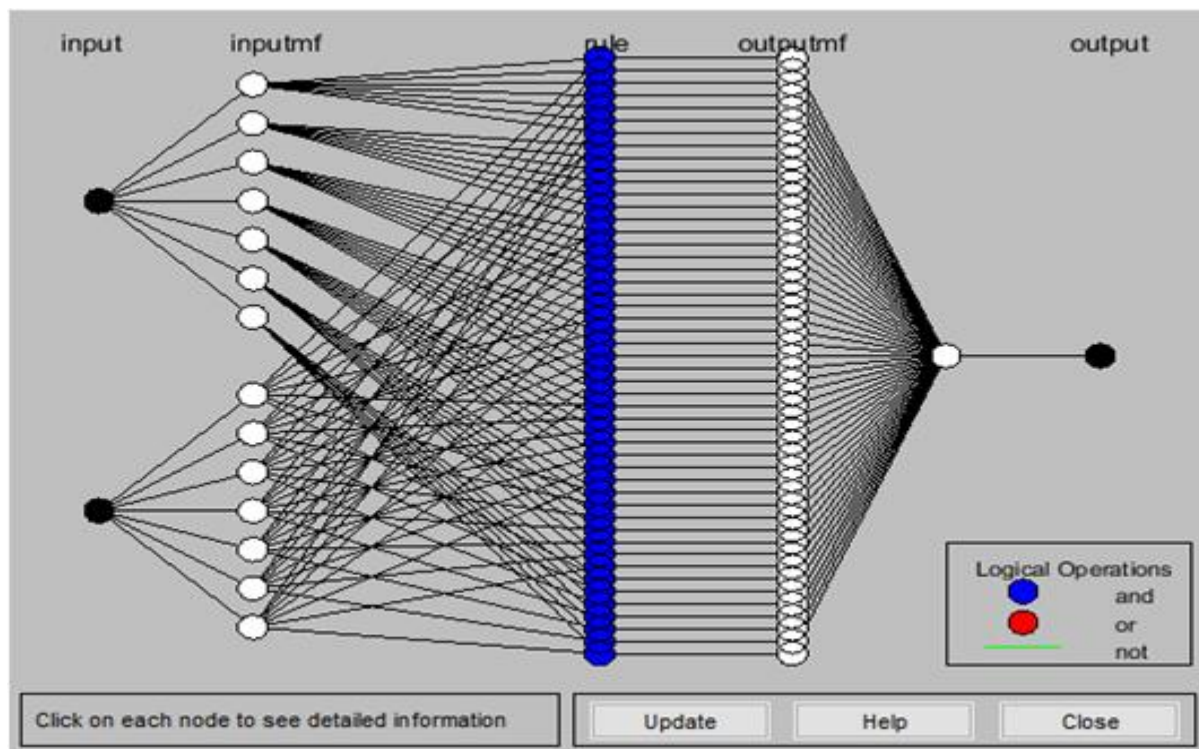 input inputmf rule outputmf output
Logical Operations
and
or
not
Click on each node to see detailed information
Update Help Close